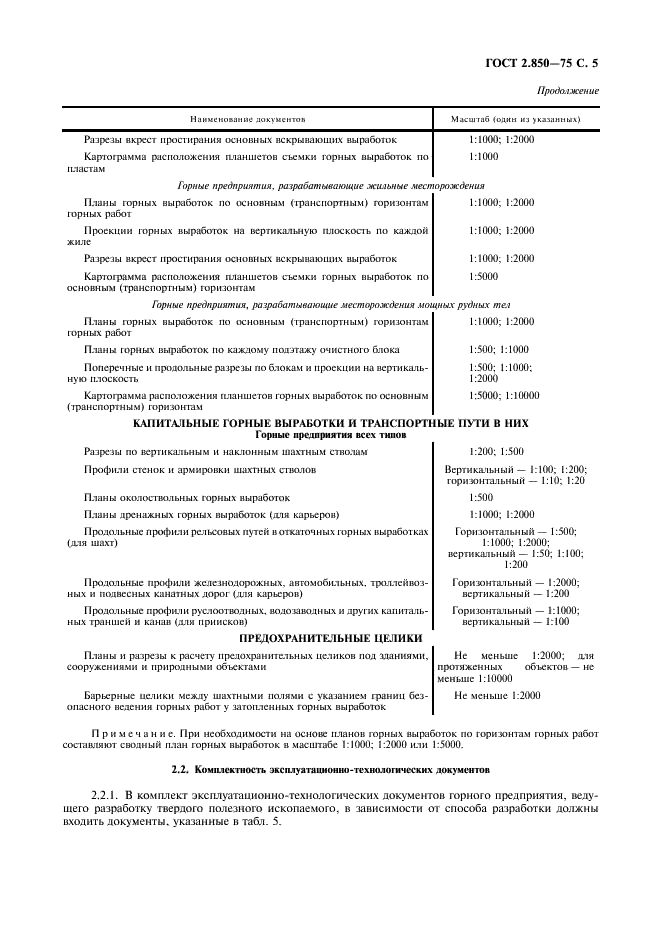 ГОСТ 2.850—75 С. 5
Продолжение
Наименование документов	Масштаб (один из указанных)
Разрезы вкрест простирания основных вскрывающих выработок	1:1000; 1:2000
Картограмма расположения планшетов съемки горных выработок по	1:1000
пластам
Горные предприятия, разрабатывающие жильные месторождения
Планы горных выработок по основным (транспортным) горизонтам	1:1000; 1:2000
горных работ
Проекции горных выработок на вертикальную плоскость по каждой	1:1000; 1:2000
жиле
Разрезы вкрест простирания основных вскрывающих выработок	1:1000; 1:2000
Картограмма расположения планшетов съемки горных выработок по	1:5000
основным (транспортным) горизонтам
Горные предприятия, разрабатывающие месторождения мощных рудных тел
Планы горных выработок по основным (транспортным) горизонтам	1:1000; 1:2000
горных работ
Планы горных выработок по каждому подэтажу очистного блока	1:500; 1:1000
Поперечные и продольные разрезы по блокам и проекции на вертикаль-	1:500; 1:1000;
ную плоскость	1:2000
Картограмма расположения планшетов горных выработок по основным	1:5000; 1:10000
(транспортным) горизонтам
КАПИТАЛЬНЫЕ ГОРНЫЕ ВЫРАБОТКИ И ТРАНСПОРТНЫЕ ПУТИ В НИХ
Горные предприятия всех типов
Разрезы по вертикальным и наклонным шахтным стволам	1:200; 1:500
Профили стенок и армировки шахтных стволов	Вертикальный — 1:100; 1:200;
горизонтальный — 1:10; 1:20
Планы околоствольных горных выработок	1:500
Планы дренажных горных выработок (для карьеров)	1:1000; 1:2000
Продольные профили рельсовых путей в откаточных горных выработках	Горизонтальный — 1:500;
(для шахт)	1:1000; 1:2000;
вертикальный — 1:50; 1:100;
1:200
Продольные профили железнодорожных, автомобильных, троллейвоз-	Горизонтальный — 1:2000;
ных и подвесных канатных дорог (для карьеров)	вертикальный — 1:200
Продольные профили руслоотводных, водозаводных и других капиталь-	Горизонтальный — 1:1000;
ных траншей и канав (для приисков)	вертикальный — 1:100
ПРЕДОХРАНИТЕЛЬНЫЕ ЦЕЛИКИ
Планы и разрезы к расчету предохранительных целиков под зданиями,	Не меньше 1:2000; для
сооружениями и природными объектами	протяженных объектов — не
меньше 1:10000
Барьерные целики между шахтными полями с указанием границ без-	Не меньше 1:2000
опасного ведения горных работ у затопленных горных выработок
Примечание. При необходимости на основе планов горных выработок по горизонтам горных работ
составляют сводный план горных выработок в масштабе 1:1000; 1:2000 или 1:5000.
2.2. Комплектность эксплуатационно-технологических документов
2.2.1. В комплект эксплуатационно-технологических документов горного предприятия, веду-
щего разработку твердого полезного ископаемого, в зависимости от способа разработки должны
входить документы, указанные в табл. 5.